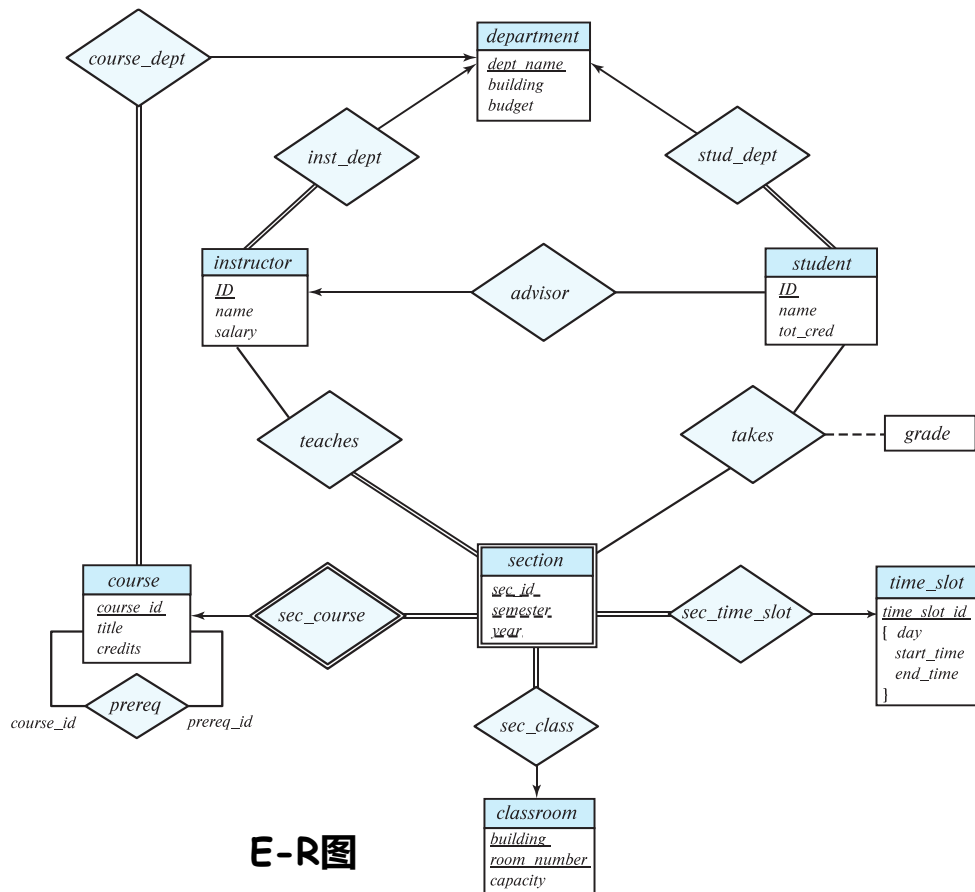 department
dept_name
building
budget
course_dept
inst_dept
stud_dept
instructor
ID
name
salary
advisor
student
ID
name
tot_cred
teaches
takes
grade
course
course_id
title
credits
sec_course
section
sec_id
semester
year
sec_time_slot
time_slot
time_slot_id
{ day
start_time
end_time
}
prereq
course_id
prereq_id
sec_class
classroom
building
room_number
capacity
E-R图